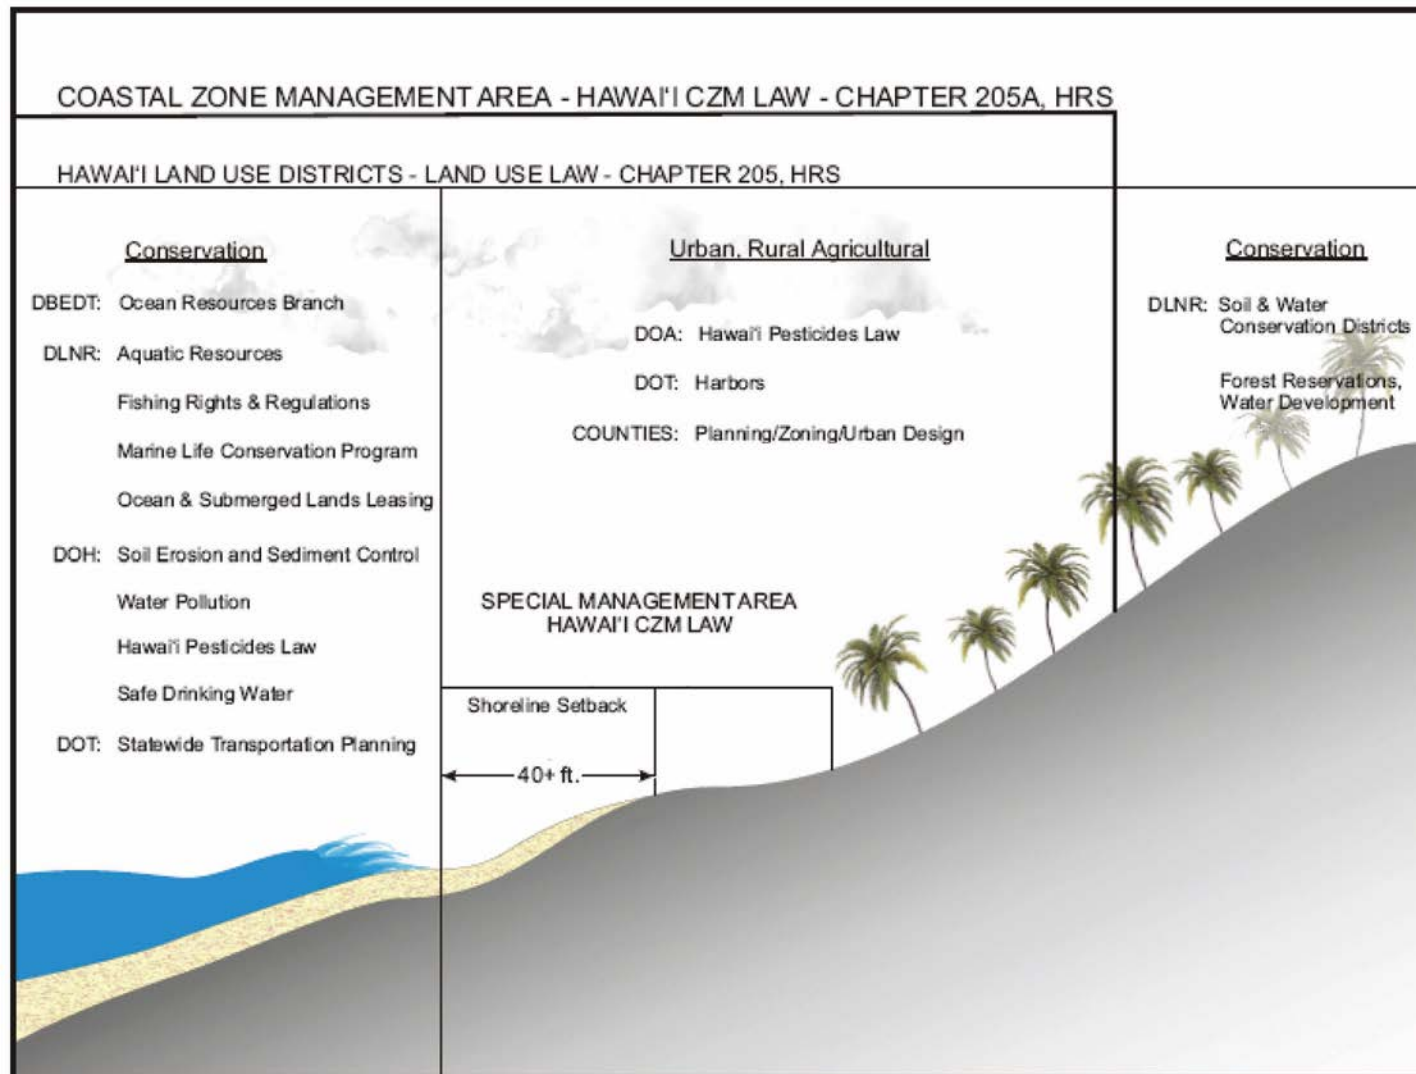 COASTAL ZONE MANAGEMENT AREA - HAWAI'I CZM LAW - CHAPTER 205A, HRS
HAWAI'I LAND USE DISTRICTS - LAND USE LAW - CHAPTER 205, HRS
Conservation
DBEDT: Ocean Resources Branch
DLNR: Aquatic Resources
Fishing Rights & Regulations
Marine Life Conservation Program
Ocean & Submerged Lands Leasing
DOH: Soil Erosion and Sediment Control
Water Pollution
Hawai'i Pesticides Law
Safe Drinking Water
DOT: Statewide Transportation Planning
Urban, Rural Agricultural
DOA: Hawai'i Pesticides Law
DOT: Harbors
COUNTIES: Planning/Zoning/Urban Design
SPECIAL MANAGEMENT AREA
HAWAI'I CZM LAW
Shoreline Setback
40+ ft.
Conservation
DLNR: Soil & Water
Conservation Districts
Forest Reservations,
Water Development